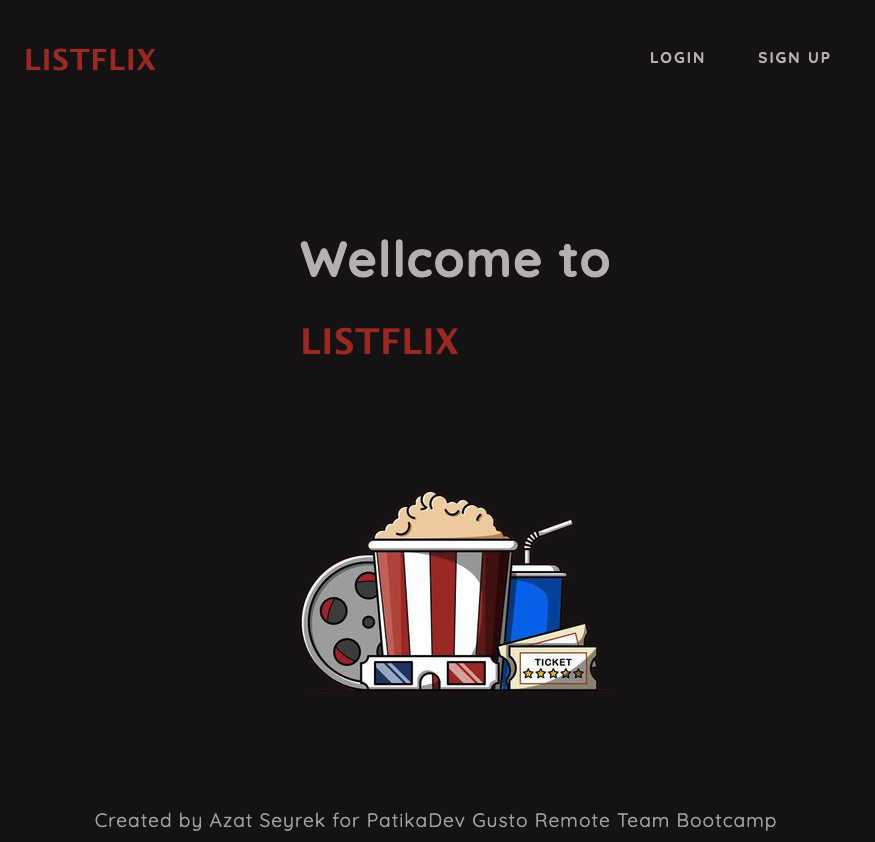 LISTFLIX
LOGIN SIGN UP
Wellcome to
LISTFLIX
TICKET
Created by Azat Seyrek for PatikaDev Gusto Remote Team Bootcamp